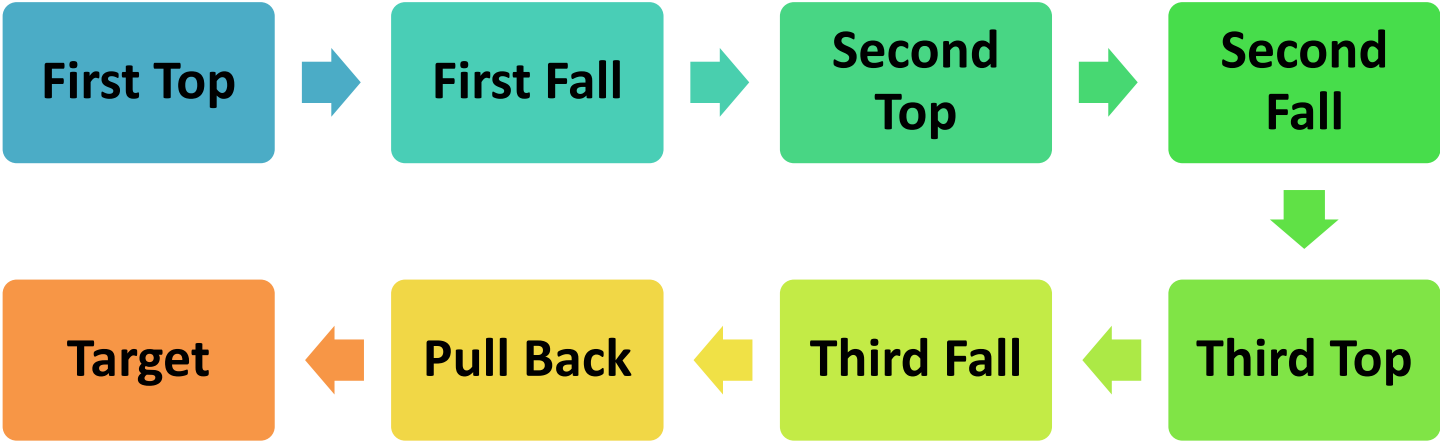 First Top
First Fall
Second
Top
Second
Fall
Third Top
Third Fall
Pull Back
Target